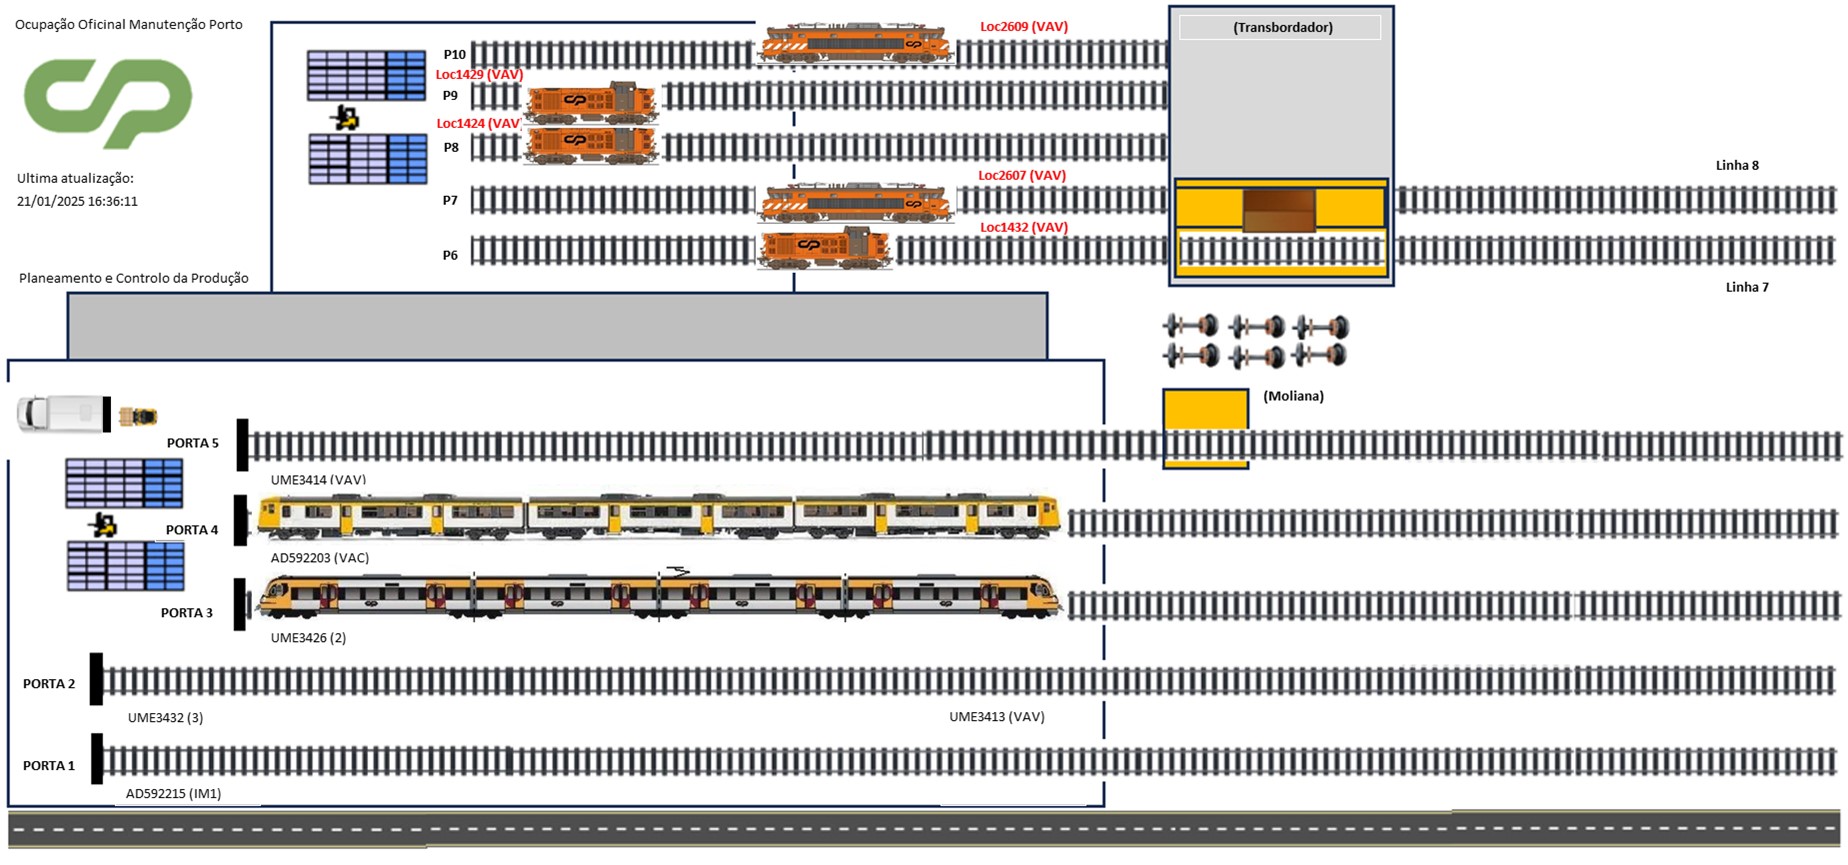 Ocupação Oficinal Manutenção Porto
Loc2609 (VAV)
(Transbordador)
P10
Loc1429 (VAV)
P9
Loc1424 (VAV)
P8
Ultima atualização:
21/01/2025 16:36:11
Loc2607 (VAV)
Linha 8
P7
Loc1432 (VAV)
P6
Planeamento e Controlo da Produção
Linha 7
(Moliana)
PORTA 5
UME3414 (VAV)
PORTA 4
AD592203 (VAC)
PORTA 3
UME3426 (2)
PORTA 2
UME3432 (3)
UME3413 (VAV)
PORTA 1
AD592215 (IM1)